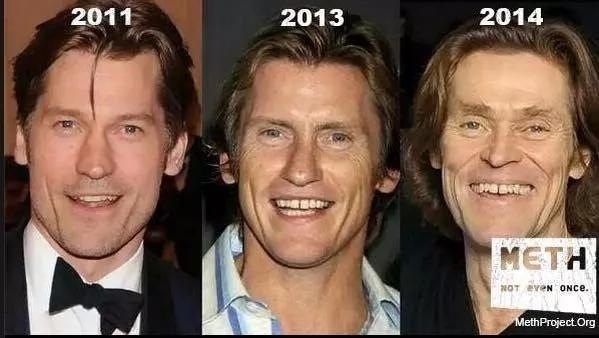 2011
2013
2014
METH
NOT EVEN ONCE.
MethProject.Org